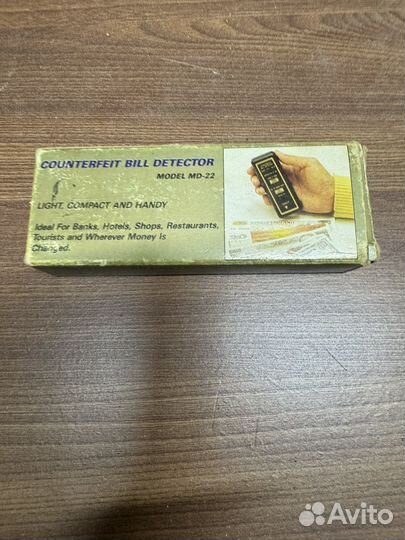 COUNTERFEIT BILL DETECTOR
MODEL MD-22
LIGHT, COMPACT AND HANDY
Ideal For Banks, Hotels, Shops, Restaurants,
Tourists and Wherever Money Is
Changed.
Avito